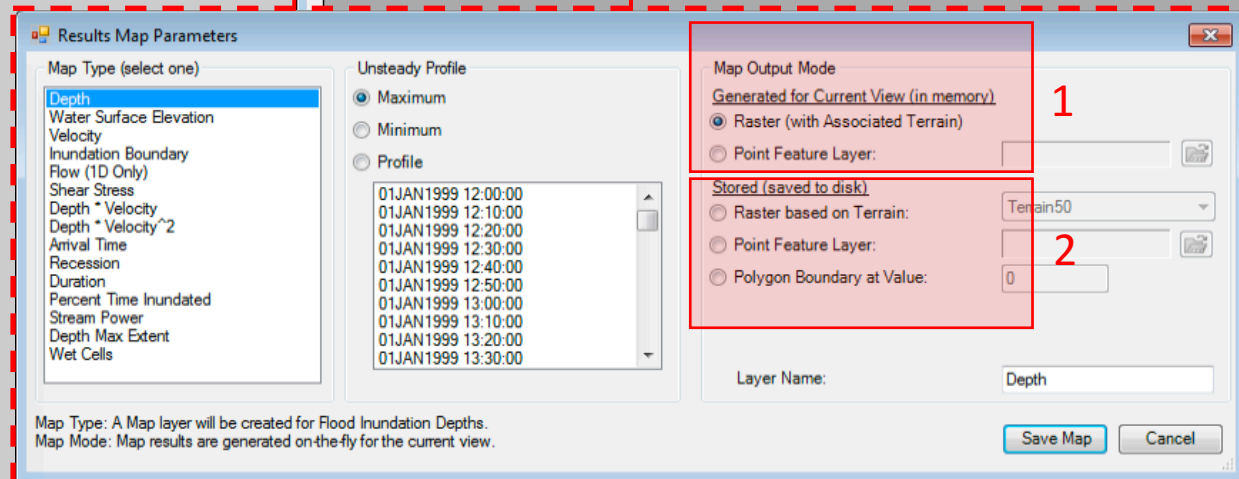 Results Map Parameters
Map Type (select one)
Depth
Water Surface Elevation
Velocity
Inundation Boundary
Flow (1D Only)
Shear Stress
Depth * Velocity
Depth * Velocity^2
Arrival Time
Recession
Duration
Percent Time Inundated
Stream Power
Depth Max Extent
Wet Cells
Unsteady Profile
Maximum
Minimum
Profile
01JAN1999 12:00:00
01JAN1999 12:10:00
01JAN1999 12:20:00
01JAN1999 12:30:00
01JAN1999 12:40:00
01JAN1999 12:50:00
01JAN1999 13:00:00
01JAN1999 13:10:00
01JAN1999 13:20:00
01JAN1999 13:30:00
Map Output Mode
Generated for Current View (in memory)
1
Raster (with Associated Terrain)
Point Feature Layer:
Stored (saved to disk)
Raster based on Terrain: Terrain50
Point Feature Layer:
2
Polygon Boundary at Value: 0
Layer Name: Depth
Map Type: A Map layer will be created for Flood Inundation Depths.
Map Mode: Map results are generated on-the-fly for the current view.
Save Map Cancel